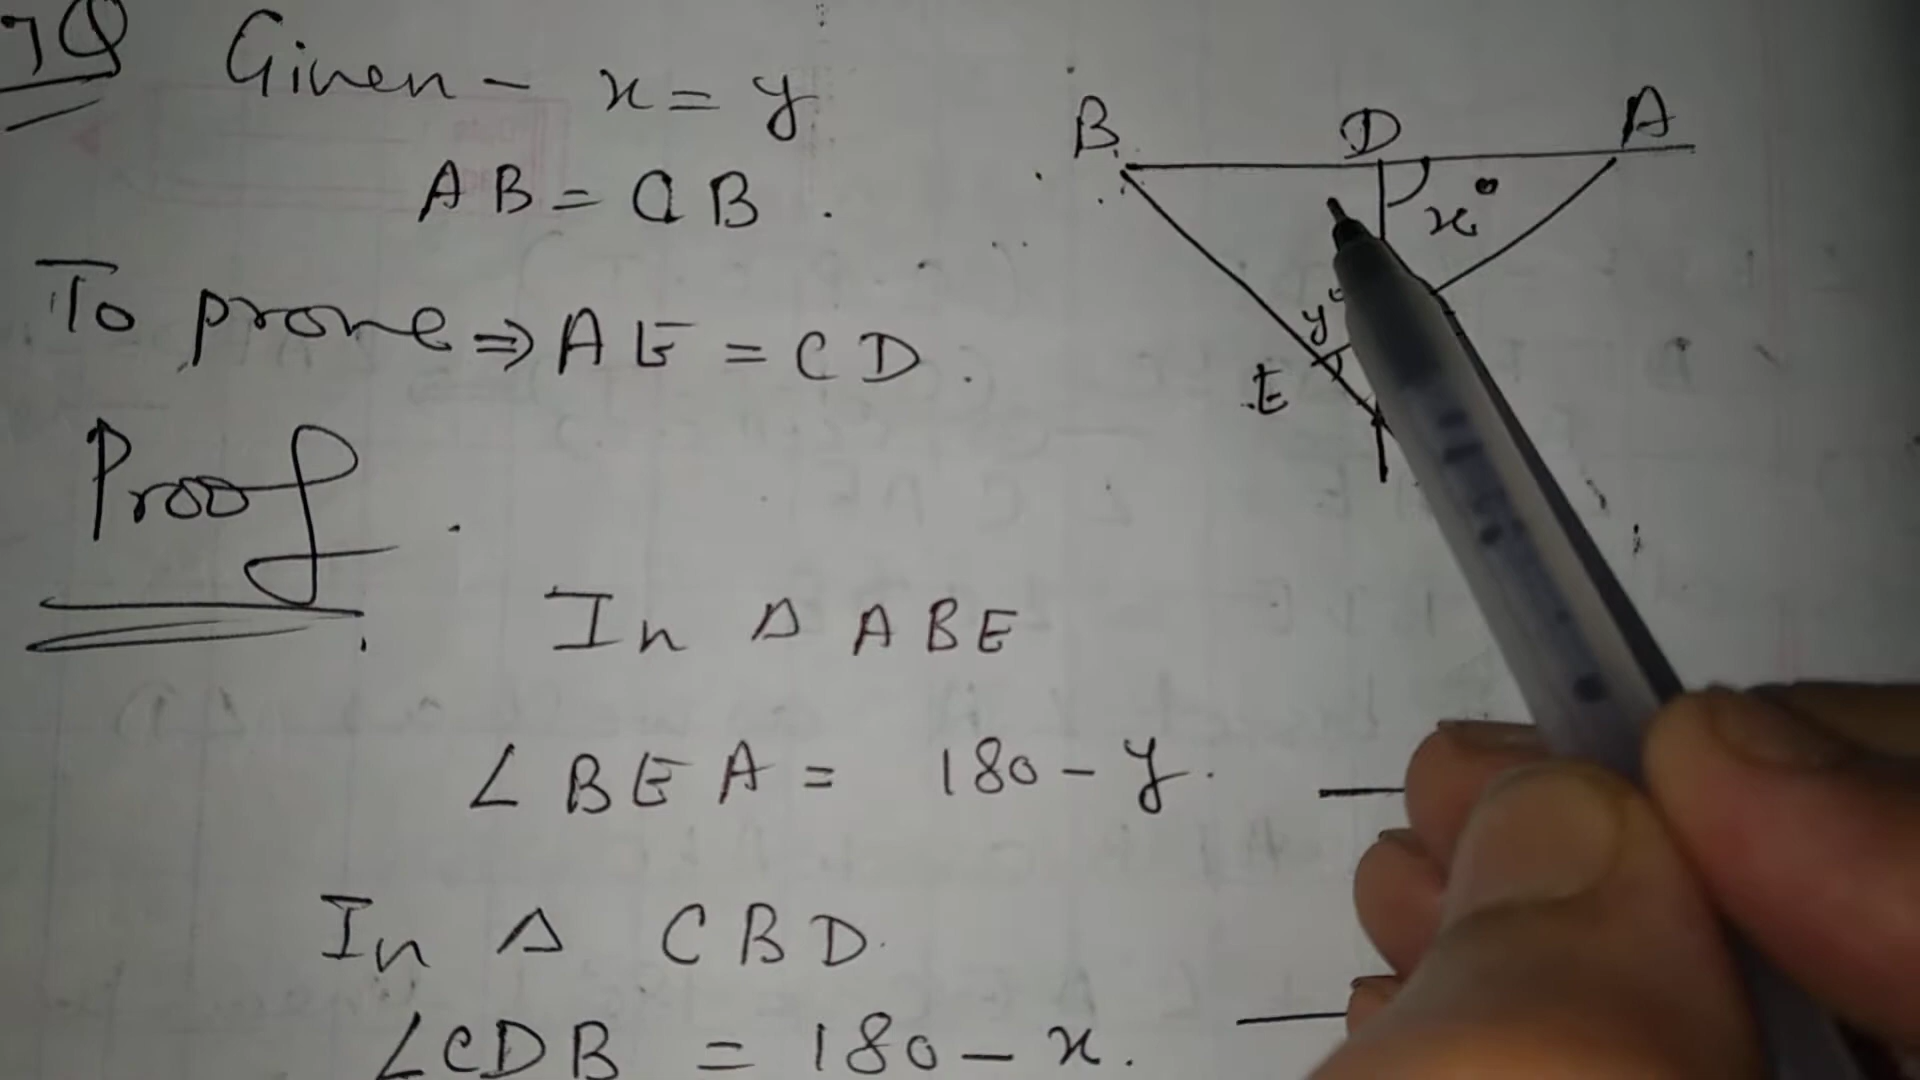 Q Given - x = y
AB = CB.
To prove ⇒ AE = CD.
Proof.
In △ ABE
∠BEA = 180 - y.
In △ CBD.
∠CDB = 180 - x.
B D A
x°
y°
E